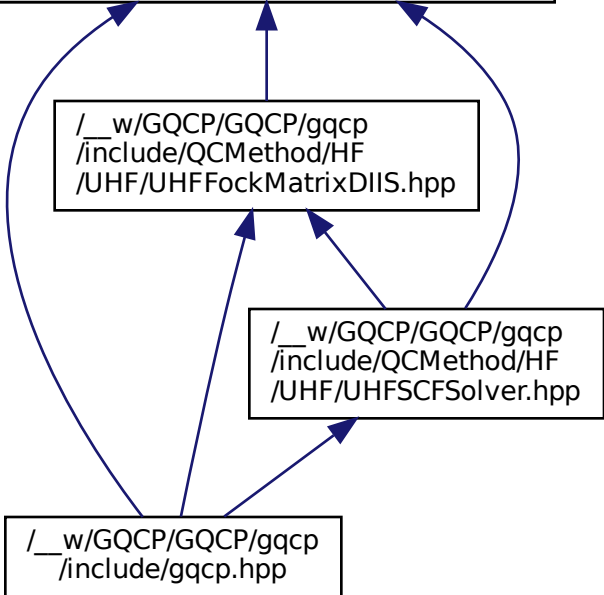 /__w/GQCP/GQCP/gqcp
/include/QCMethod/HF
/UHF/UHFFockMatrixDIIS.hpp
/__w/GQCP/GQCP/gqcp
/include/QCMethod/HF
/UHF/UHFSCFSolver.hpp
/__w/GQCP/GQCP/gqcp
/include/gqcp.hpp